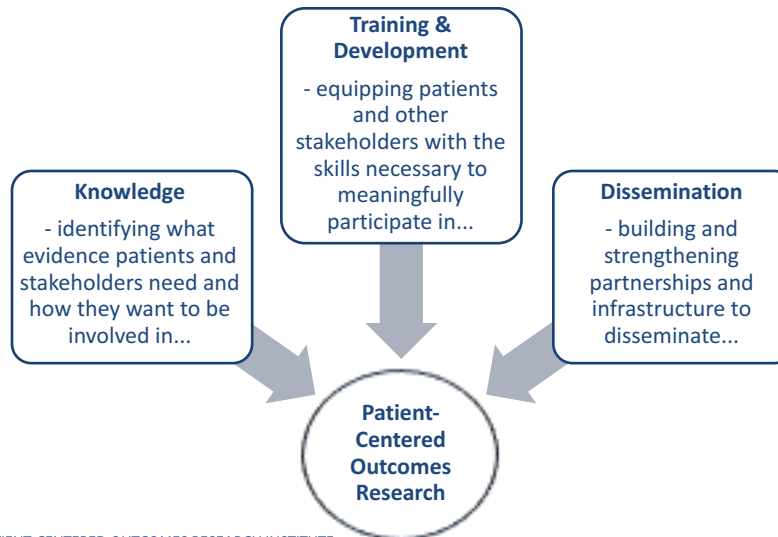 Training &
Development
- equipping patients
and other
stakeholders with the
skills necessary to
meaningfully
participate in...
Knowledge
- identifying what
evidence patients and
stakeholders need and
how they want to be
involved in...
Dissemination
- building and
strengthening
partnerships and
infrastructure to
disseminate...
Patient-
Centered
Outcomes
Research